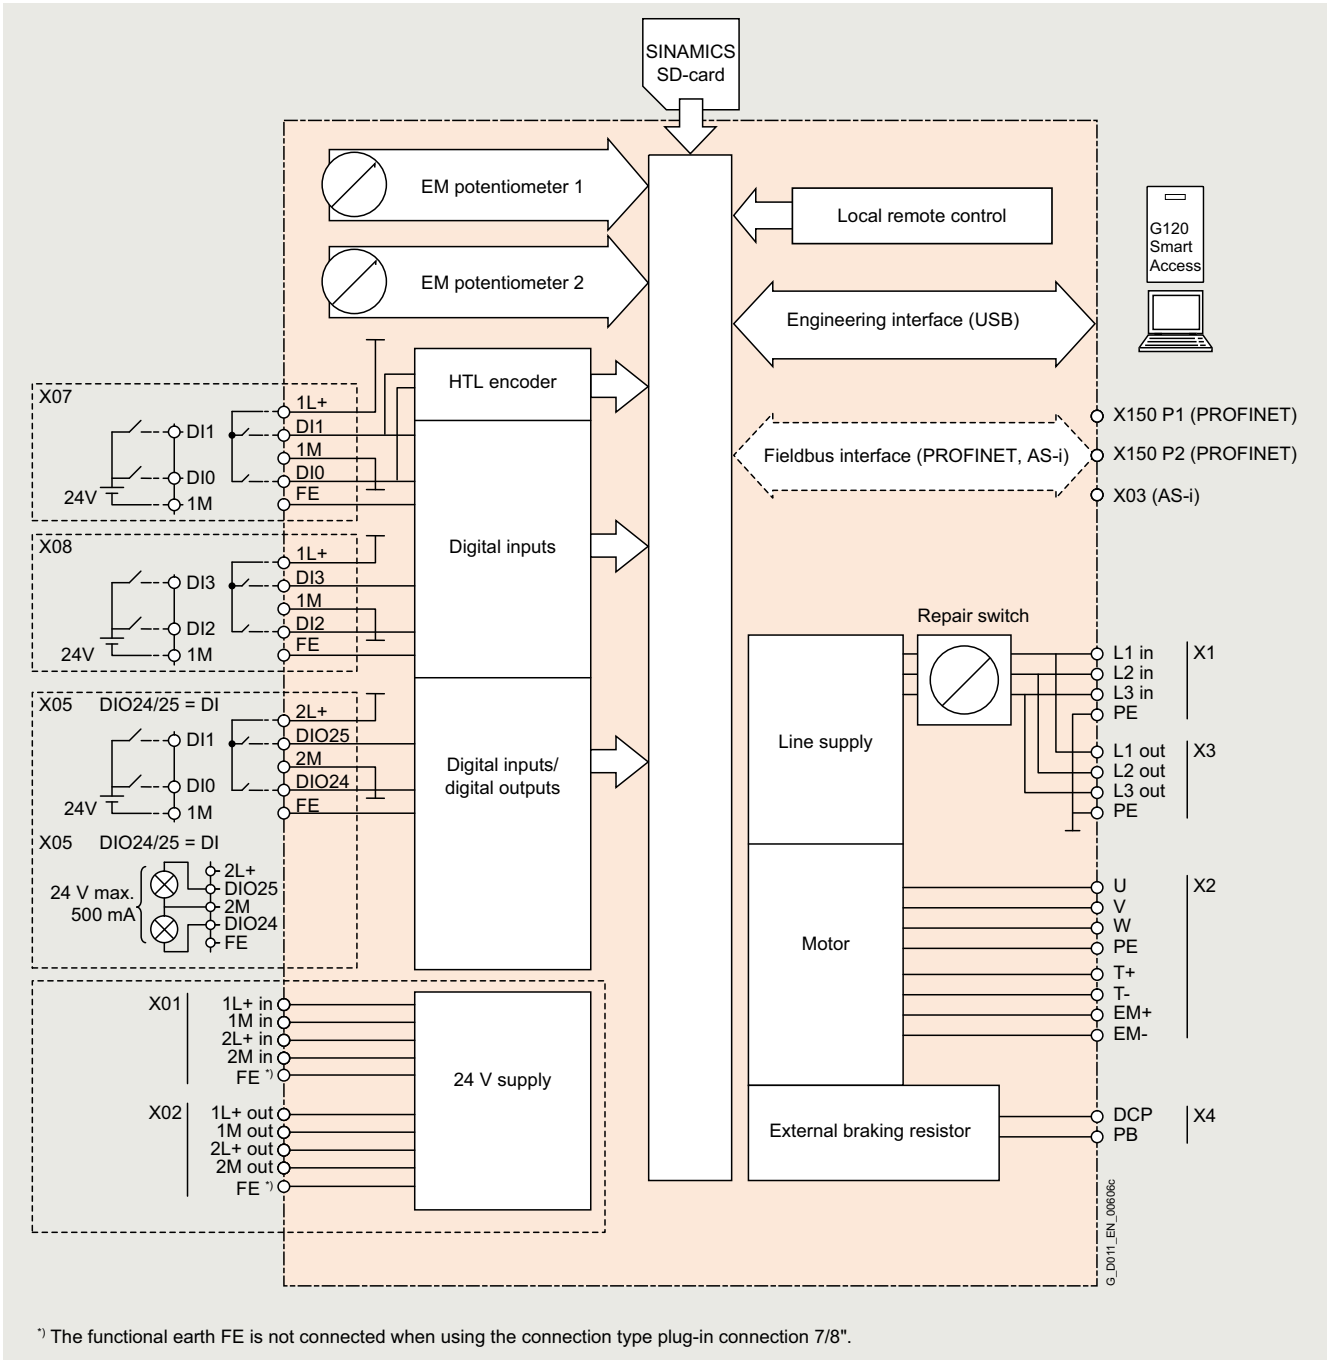 SINAMICS
SD-card
EM potentiometer 1
EM potentiometer 2
Local remote control
G120
Smart
Access
Engineering interface (USB)
HTL encoder
Fieldbus interface (PROFINET, AS-i)
X150 P1 (PROFINET)
X150 P2 (PROFINET)
X03 (AS-i)
X07
DI1
DI0
24V
1M
1L+
DI1
1M
DI0
FE
Digital inputs
X08
DI3
DI2
24V
1M
1L+
DI3
1M
DI2
FE
X05 DIO24/25 = DI
DI1
DI0
24V
1M
2L+
DIO25
2M
DIO24
FE
Digital inputs/
digital outputs
X05 DIO24/25 = DI
24 V max.
500 mA
2L+
DIO25
2M
DIO24
FE
Repair switch
Line supply
L1 in
L2 in
L3 in
PE
X1
L1 out
L2 out
L3 out
PE
X3
Motor
U
V
W
PE
T+
T-
EM+
EM-
X2
X01
1L+ in
1M in
2L+ in
2M in
FE *)
24 V supply
X02
1L+ out
1M out
2L+ out
2M out
FE *)
External braking resistor
DCP
PB
X4
G_D011_EN_00606c
*) The functional earth FE is not connected when using the connection type plug-in connection 7/8".